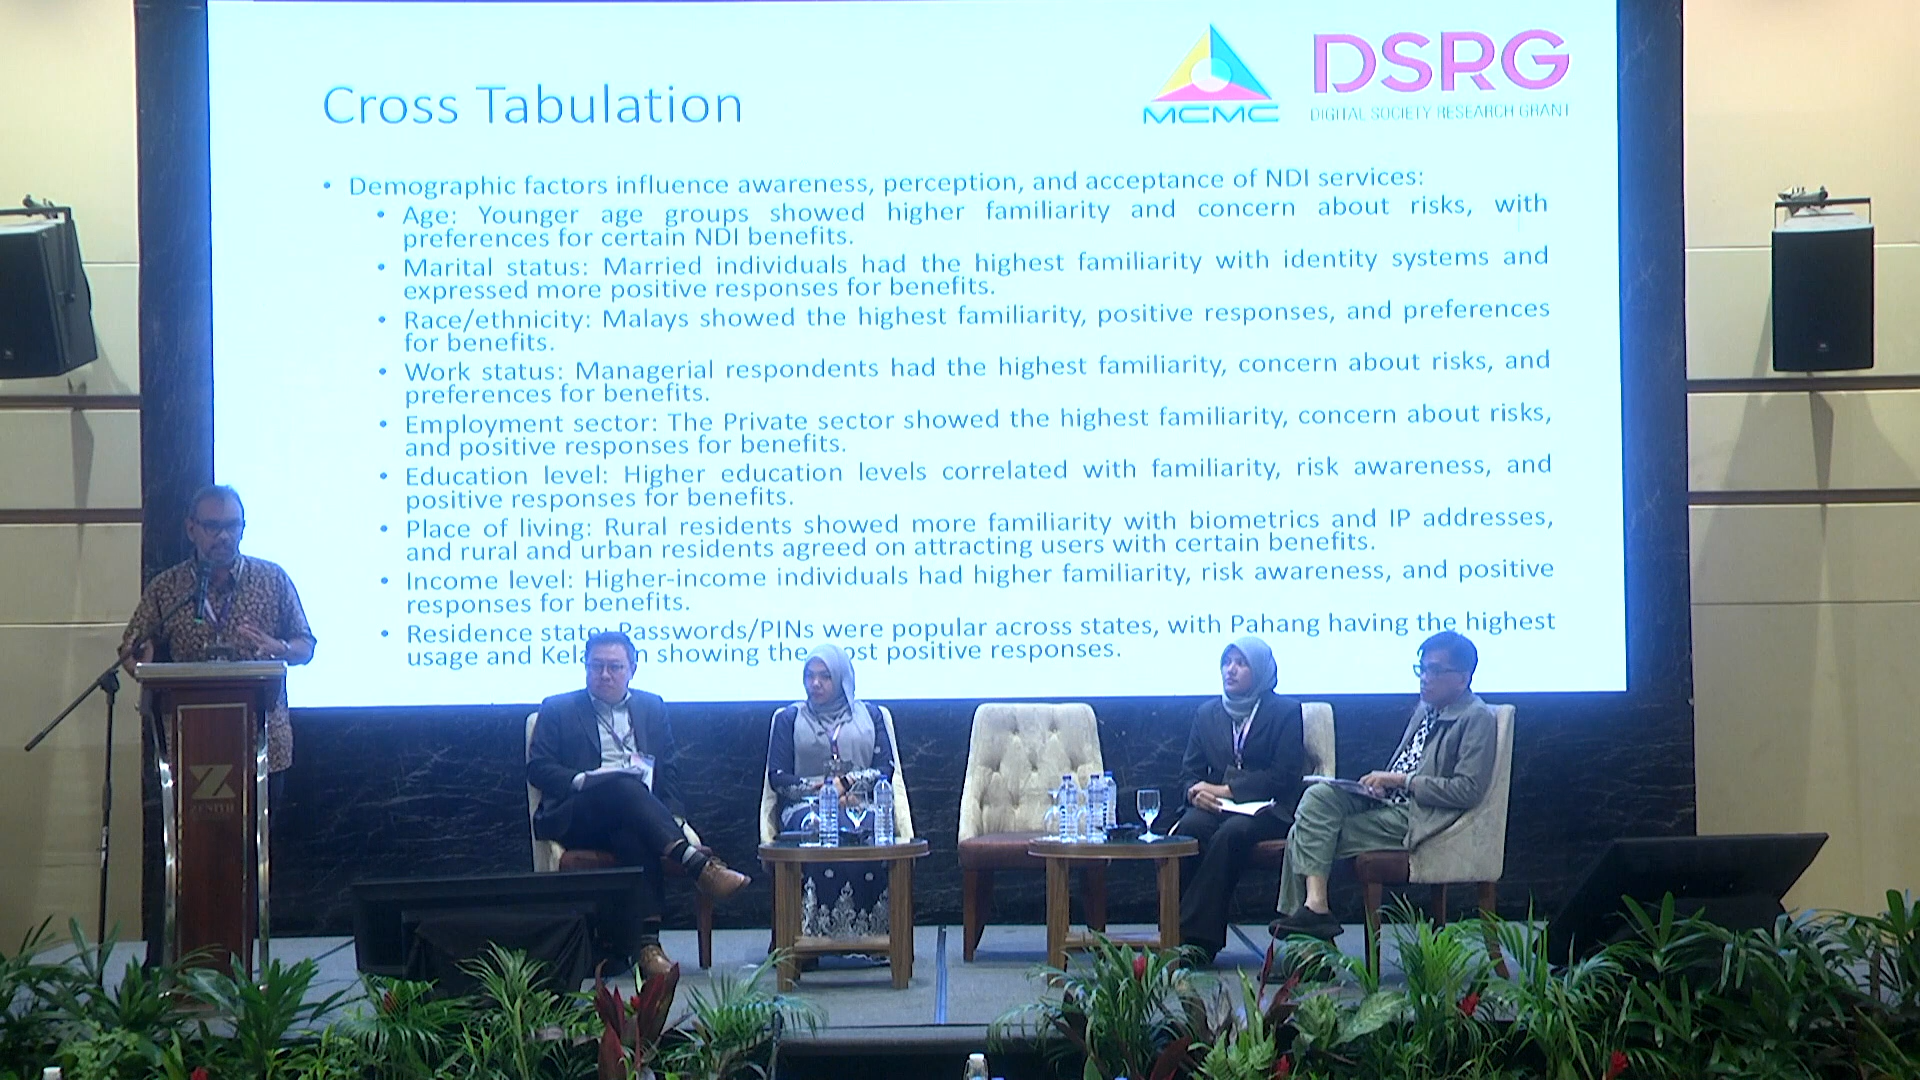 Cross Tabulation
MCMC
DSRG
DIGITAL SOCIETY RESEARCH GRANT
• Demographic factors influence awareness, perception, and acceptance of NDI services:
• Age: Younger age groups showed higher familiarity and concern about risks, with
preferences for certain NDI benefits.
• Marital status: Married individuals had the highest familiarity with identity systems and
expressed more positive responses for benefits.
• Race/ethnicity: Malays showed the highest familiarity, positive responses, and preferences
for benefits.
• Work status: Managerial respondents had the highest familiarity, concern about risks, and
preferences for benefits.
• Employment sector: The Private sector showed the highest familiarity, concern about risks,
and positive responses for benefits.
• Education level: Higher education levels correlated with familiarity, risk awareness, and
positive responses for benefits.
• Place of living: Rural residents showed more familiarity with biometrics and IP addresses,
and rural and urban residents agreed on attracting users with certain benefits.
• Income level: Higher-income individuals had higher familiarity, risk awareness, and positive
responses for benefits.
• Residence state: Passwords/PINs were popular across states, with Pahang having the highest
usage and showing the positive responses.
ZENITH